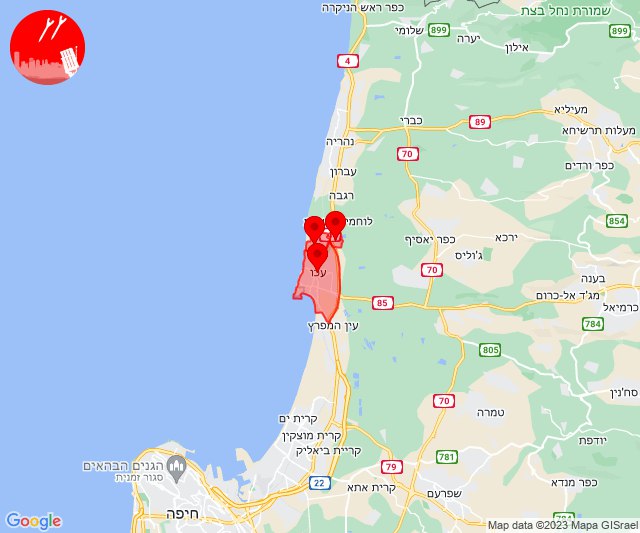 כפר ראש הניקרה
שמורת נחל בצת
899
שלומי
יערה
899
אילון
4
מעיליא
כברי
89
מעלות תרשיחא
נהריה
70
כפר ורדים
עברון
רגבה
854
לוחמי
כפר יאסיף
ירכא
ג'וליס
עכו
70
בענה
מג'ד אל-כרום
85
כרמיאל
עין המפרץ
784
805
סח'נין
70
טמרה
קרית ים
קרית מוצקין
יודפת
קריית ביאליק
781
הגנים הבהאים
סגור זמנית
79
22
קרית אתא
שפרעם
כפר מנדא
784
חיפה
Google
Map data ©2023 Mapa GISrael